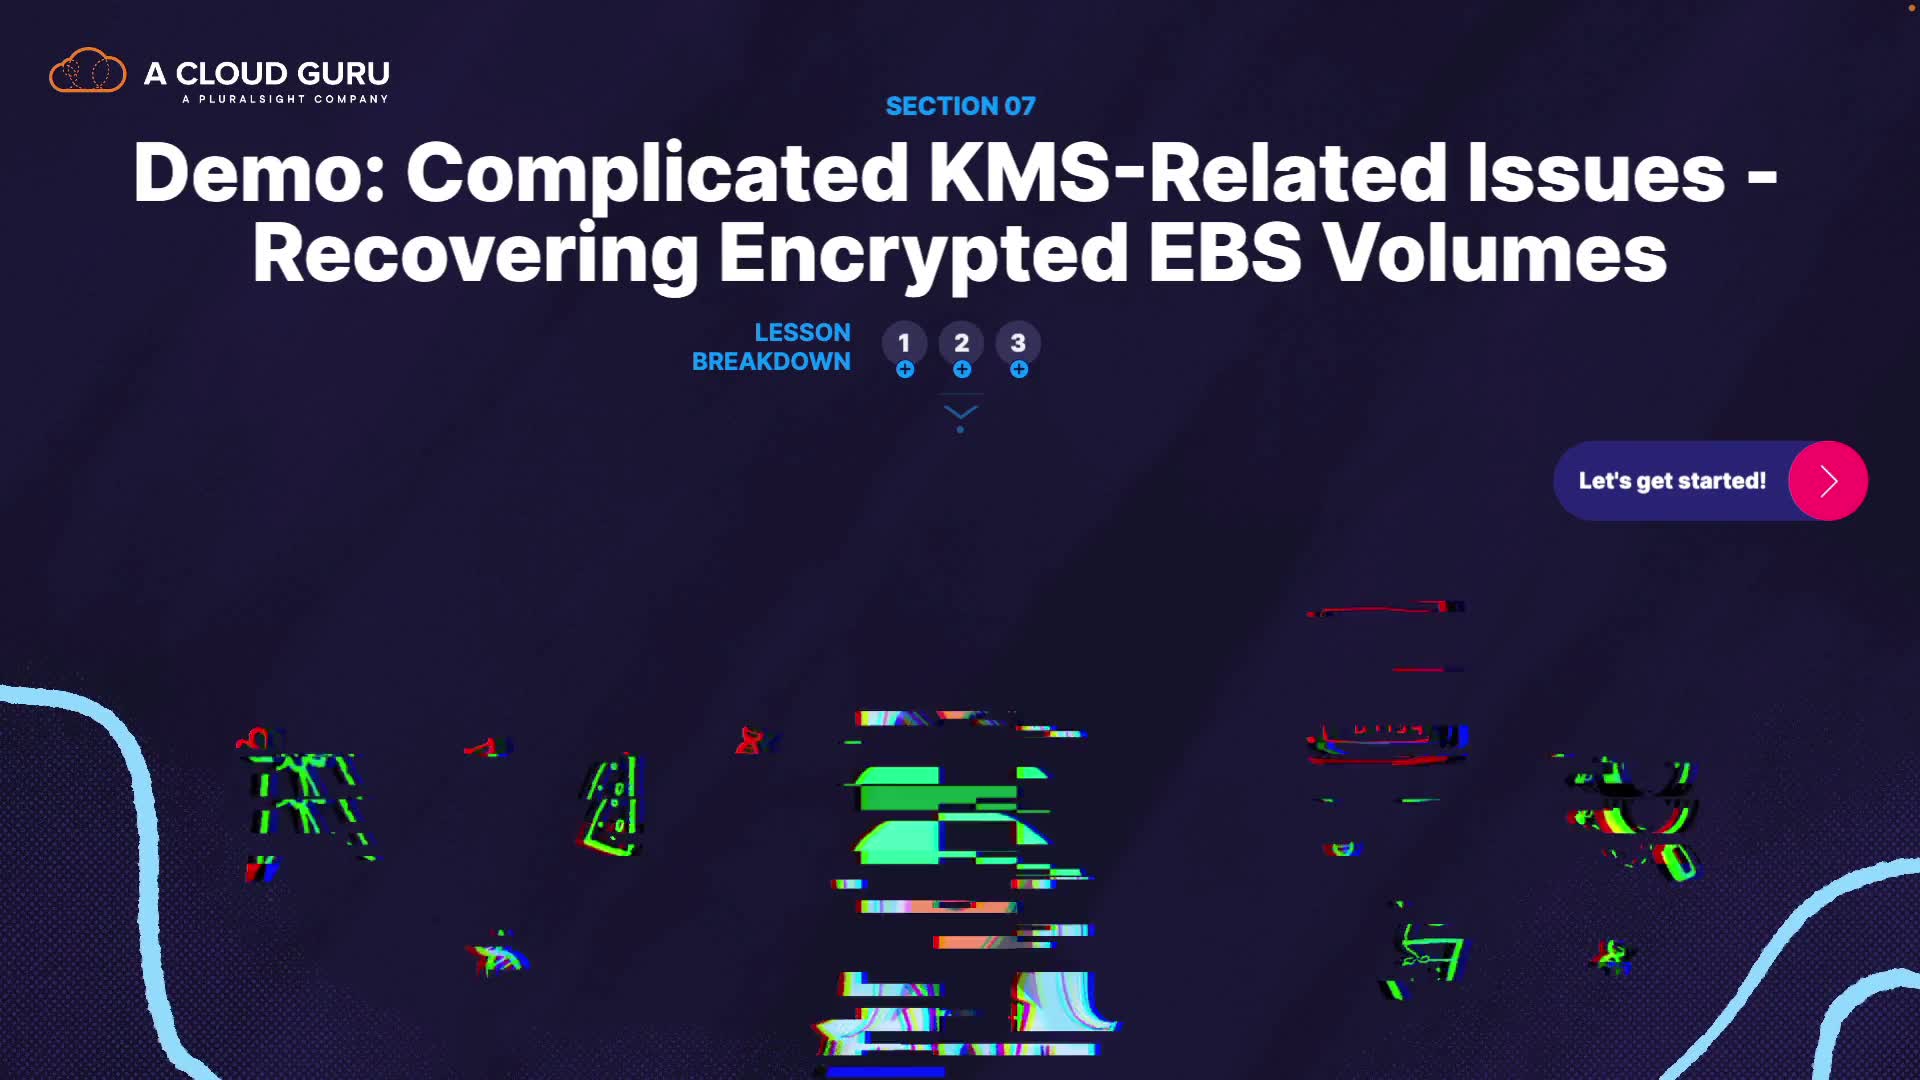 A CLOUD GURU
A PLURALSIGHT COMPANY
SECTION 07
Demo: Complicated KMS-Related Issues -
Recovering Encrypted EBS Volumes
LESSON
BREAKDOWN
1 2 3
Let's get started!